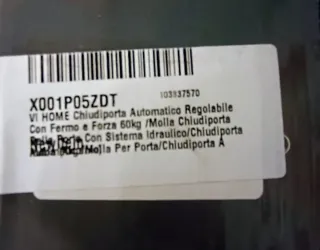 X001P05ZDT
103837570
VI HOME Chiudiporta Automatico Regolabile
Con Fermo e Forza 60kg /Molla Chiudiporta
Con Sistema Idraulico/Chiudiporta
Per Porta/Chiudiporta A